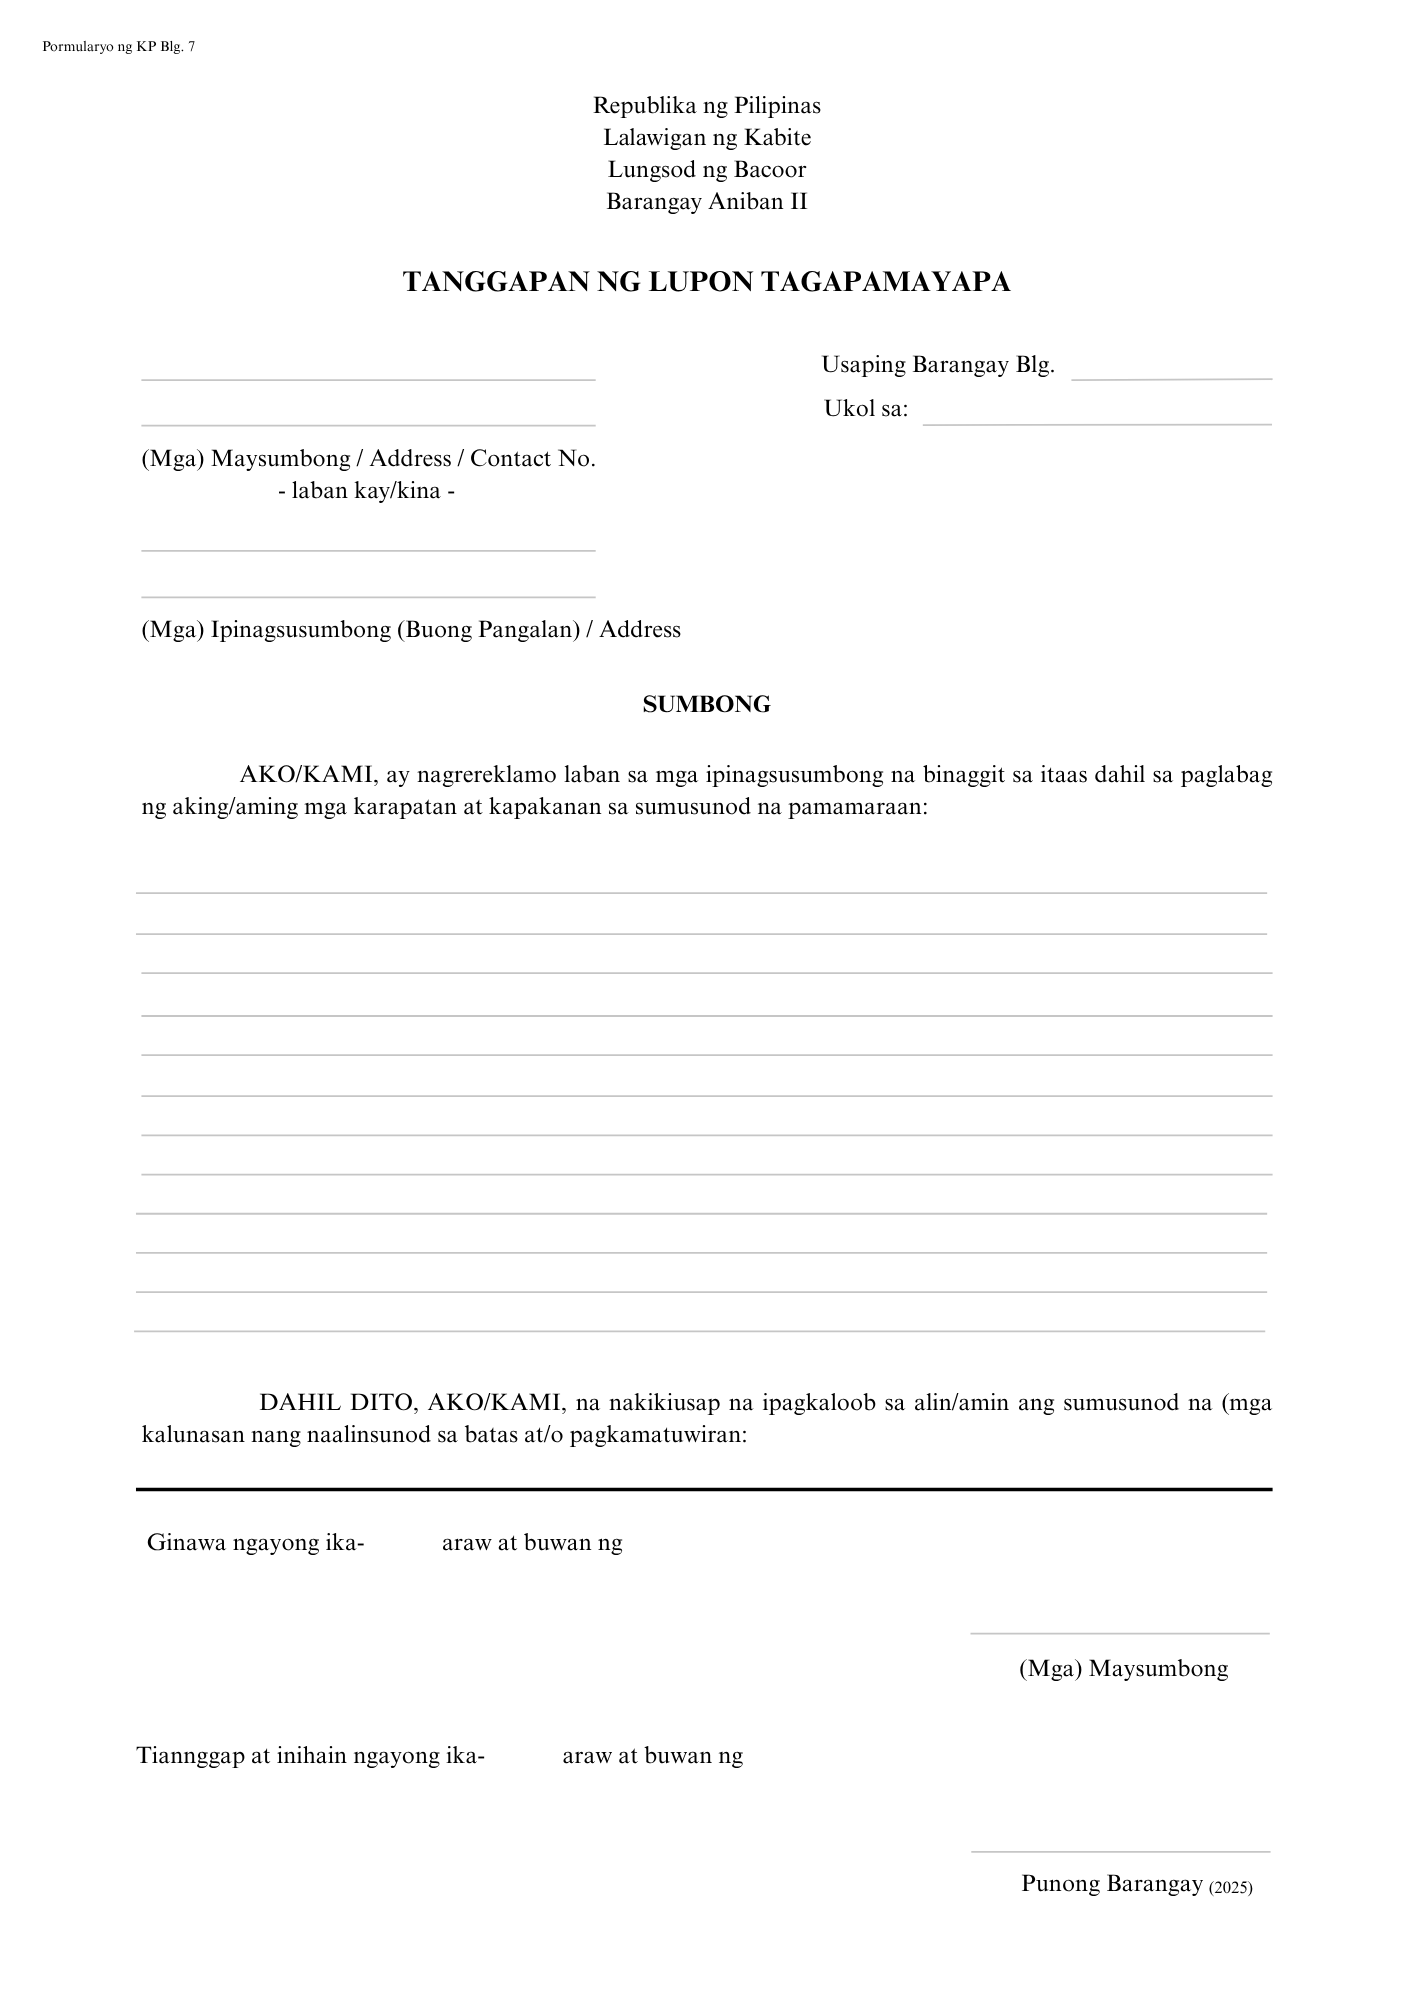 Pormularyo ng KP Blg. 7
Republika ng Pilipinas
Lalawigan ng Kabite
Lungsod ng Bacoor
Barangay Aniban II
TANGGAPAN NG LUPON TAGAPAMAYAPA
Usaping Barangay Blg.
Ukol sa:
(Mga) Maysumbong / Address / Contact No.
- laban kay/kina -
(Mga) Ipinagsusumbong (Buong Pangalan) / Address
SUMBONG
AKO/KAMI, ay nagrereklamo laban sa mga ipinagsusumbong na binaggit sa itaas dahil sa paglabag
ng aking/aming mga karapatan at kapakanan sa sumusunod na pamamaraan:
DAHIL DITO, AKO/KAMI, na nakikiusap na ipagkaloob sa alin/amin ang sumusunod na (mga
kalunasan nang naalinsunod sa batas at/o pagkamatuwiran:
Ginawa ngayong ika- araw at buwan ng
(Mga) Maysumbong
Tiannggap at inihain ngayong ika- araw at buwan ng
Punong Barangay (2025)